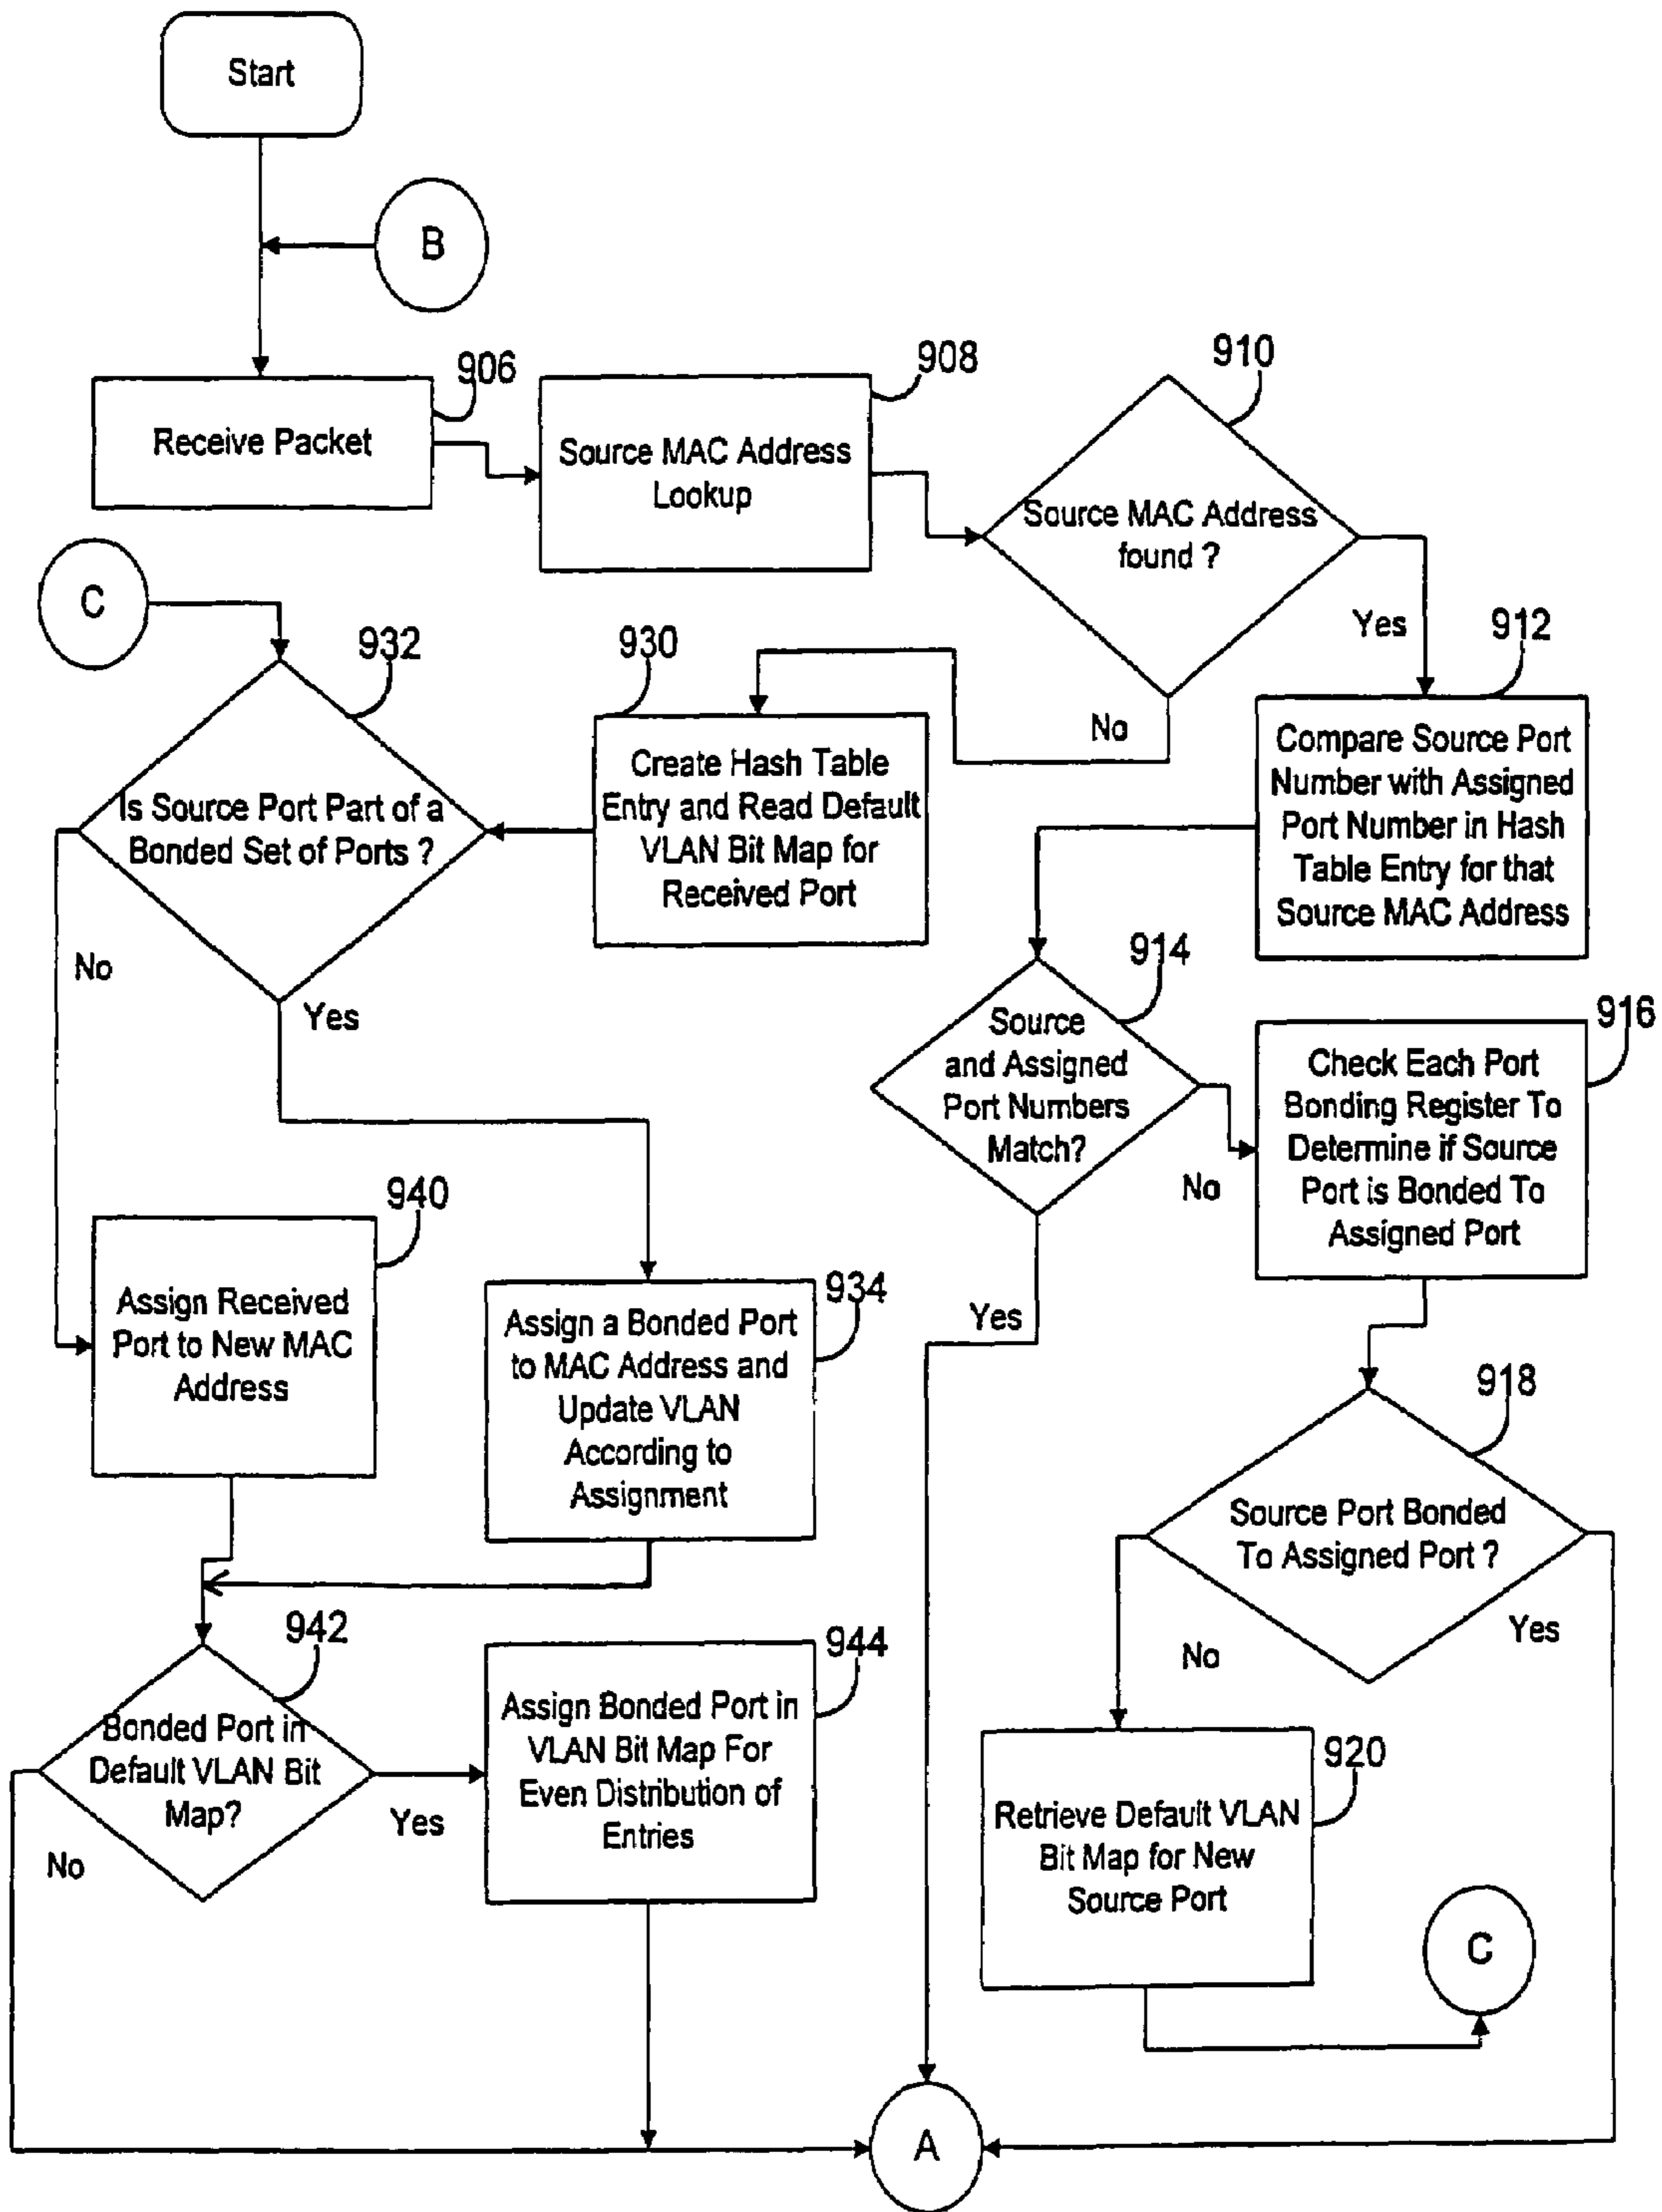 Start
B
906
Receive Packet
908
Source MAC Address
Lookup
910
Source MAC Address
found ?
Yes
No
C
932
Is Source Port Part of a
Bonded Set of Ports ?
No
Yes
930
Create Hash Table
Entry and Read Default
VLAN Bit Map for
Received Port
912
Compare Source Port
Number with Assigned
Port Number in Hash
Table Entry for that
Source MAC Address
914
Source
and Assigned
Port Numbers
Match?
No
Yes
916
Check Each Port
Bonding Register To
Determine if Source
Port is Bonded To
Assigned Port
940
Assign Received
Port to New MAC
Address
934
Assign a Bonded Port
to MAC Address and
Update VLAN
According to
Assignment
918
Source Port Bonded
To Assigned Port ?
No
Yes
942
Bonded Port in
Default VLAN Bit
Map?
Yes
No
944
Assign Bonded Port in
VLAN Bit Map For
Even Distribution of
Entries
920
Retrieve Default VLAN
Bit Map for New
Source Port
C
A